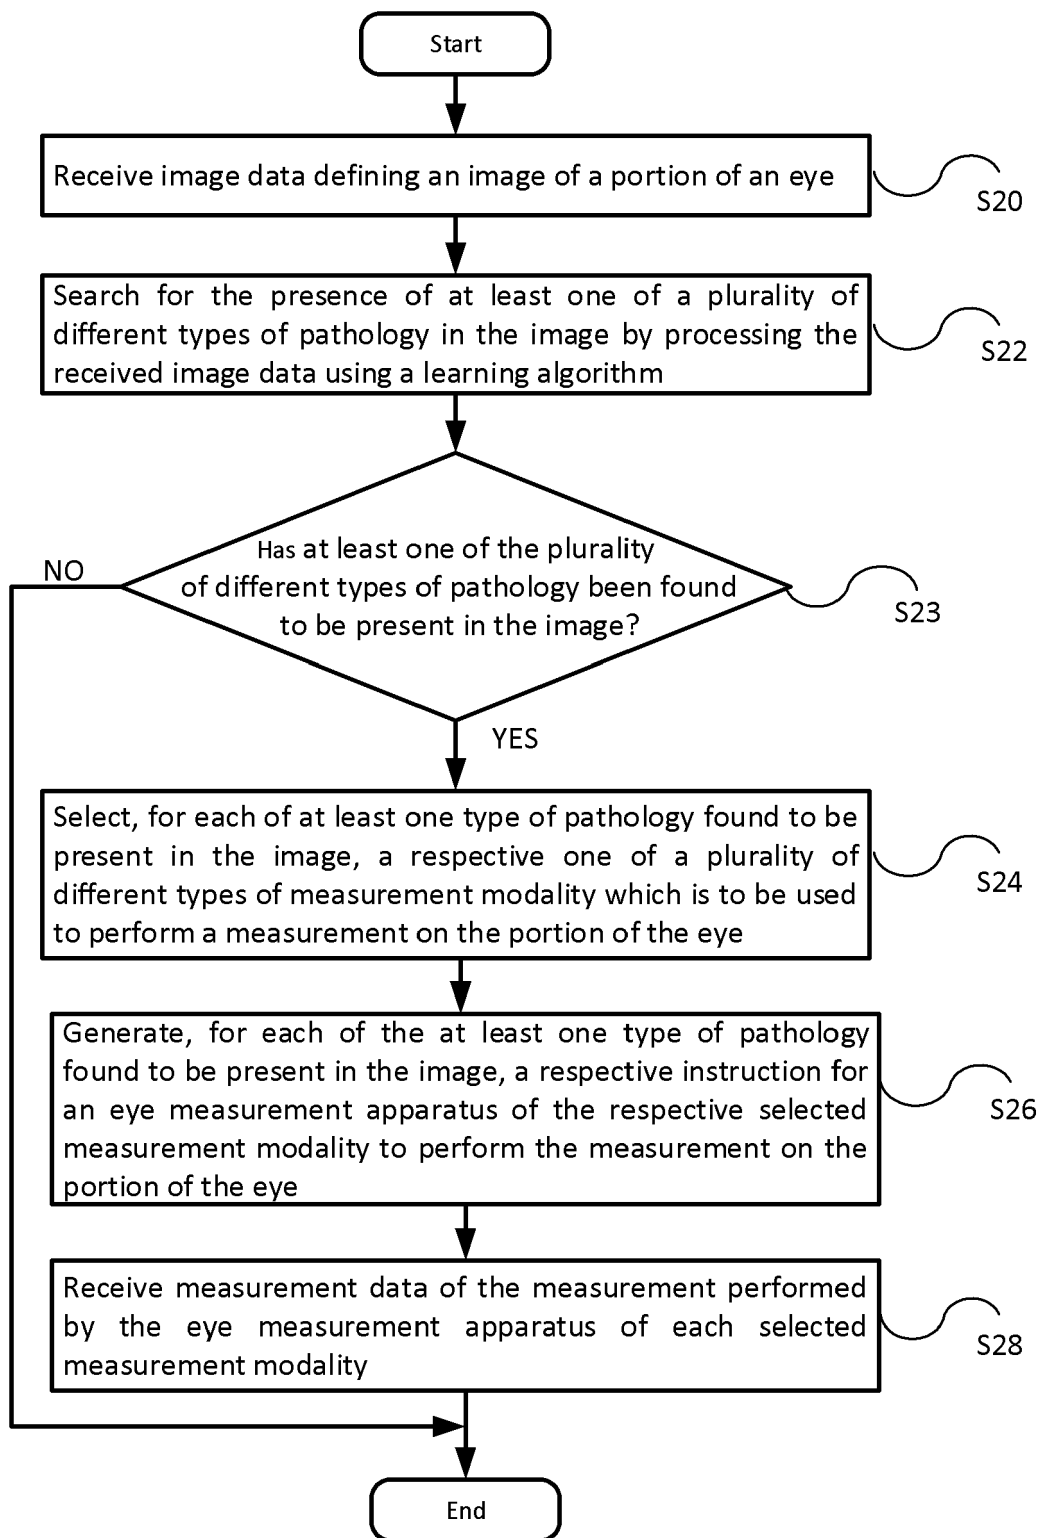 Start
Receive image data defining an image of a portion of an eye
S20
Search for the presence of at least one of a plurality of
different types of pathology in the image by processing the
received image data using a learning algorithm
S22
Has at least one of the plurality
of different types of pathology been found
to be present in the image?
NO
S23
YES
Select, for each of at least one type of pathology found to be
present in the image, a respective one of a plurality of
different types of measurement modality which is to be used
to perform a measurement on the portion of the eye
S24
Generate, for each of the at least one type of pathology
found to be present in the image, a respective instruction for
an eye measurement apparatus of the respective selected
measurement modality to perform the measurement on the
portion of the eye
S26
Receive measurement data of the measurement performed
by the eye measurement apparatus of each selected
measurement modality
S28
End